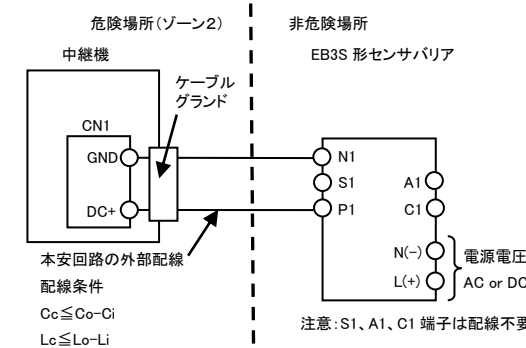 危険場所（ゾーン２）
非危険場所
中継機
EB3S 形センサバリア
ケーブル
グランド
CN1
GND
DC+
N1
S1
P1
A1
C1
N(−)
L(+)
電源電圧
AC or DC
本安回路の外部配線
配線条件
Cc≦Co−Ci
Lc≦Lo−Li
注意：S1、A1、C1 端子は配線不要